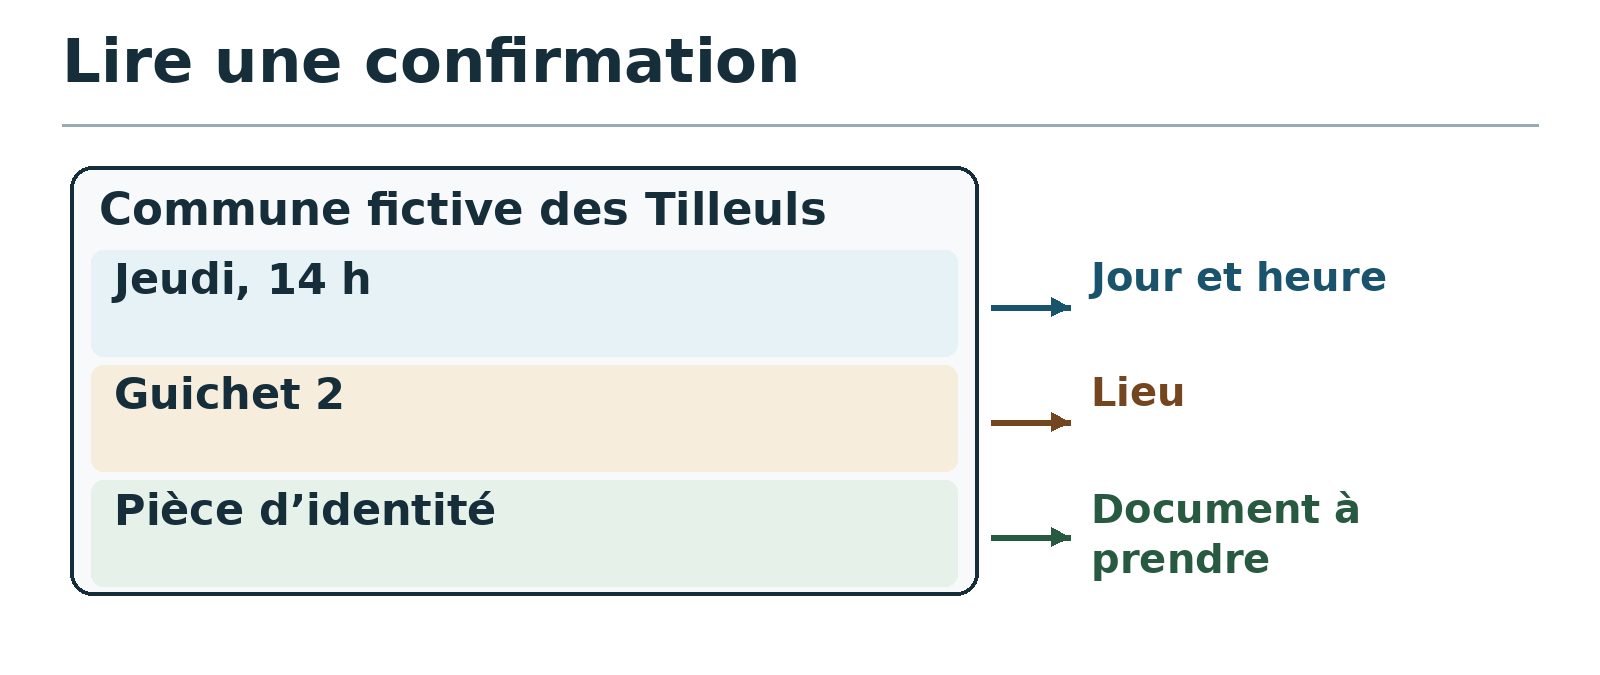 Lire une confirmation
Commune fictive des Tilleuls
Jeudi, 14 h
Jour et heure
Guichet 2
Lieu
Pièce d’identité
Document à
prendre